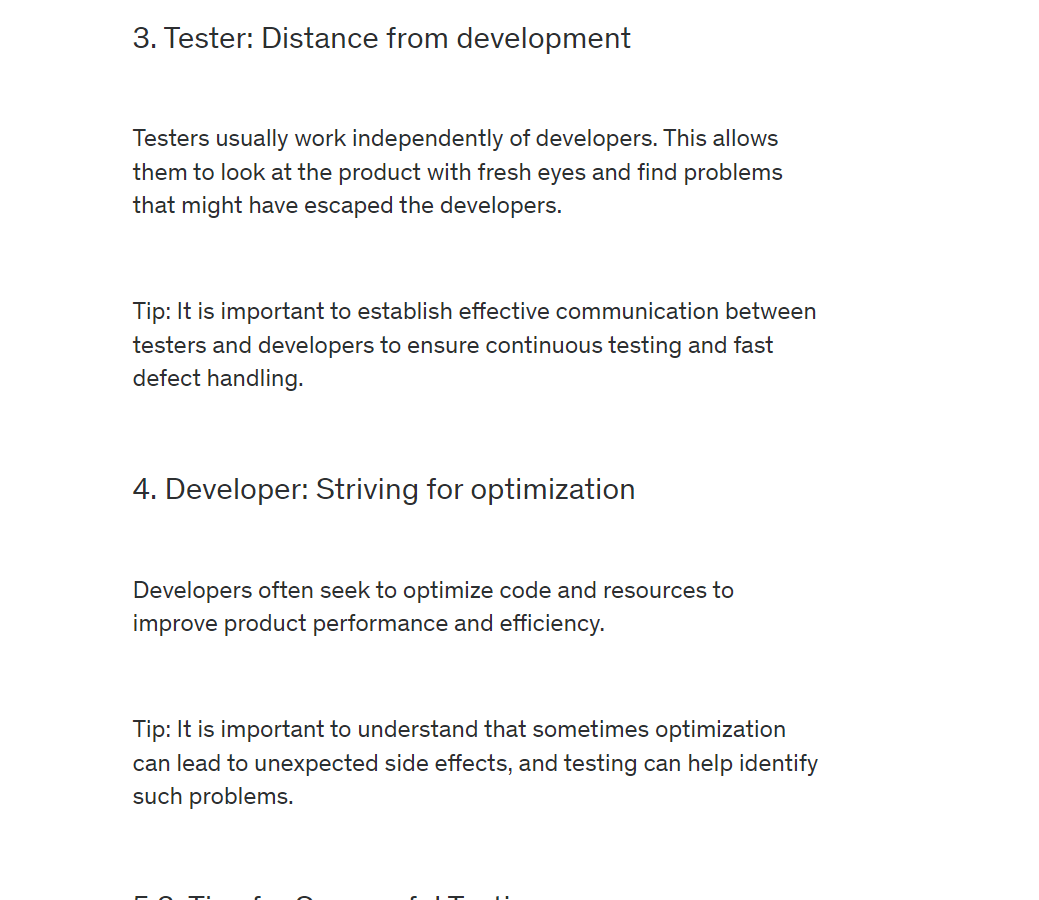 3. Tester: Distance from development
Testers usually work independently of developers. This allows
them to look at the product with fresh eyes and find problems
that might have escaped the developers.
Tip: It is important to establish effective communication between
testers and developers to ensure continuous testing and fast
defect handling.
4. Developer: Striving for optimization
Developers often seek to optimize code and resources to
improve product performance and efficiency.
Tip: It is important to understand that sometimes optimization
can lead to unexpected side effects, and testing can help identify
such problems.